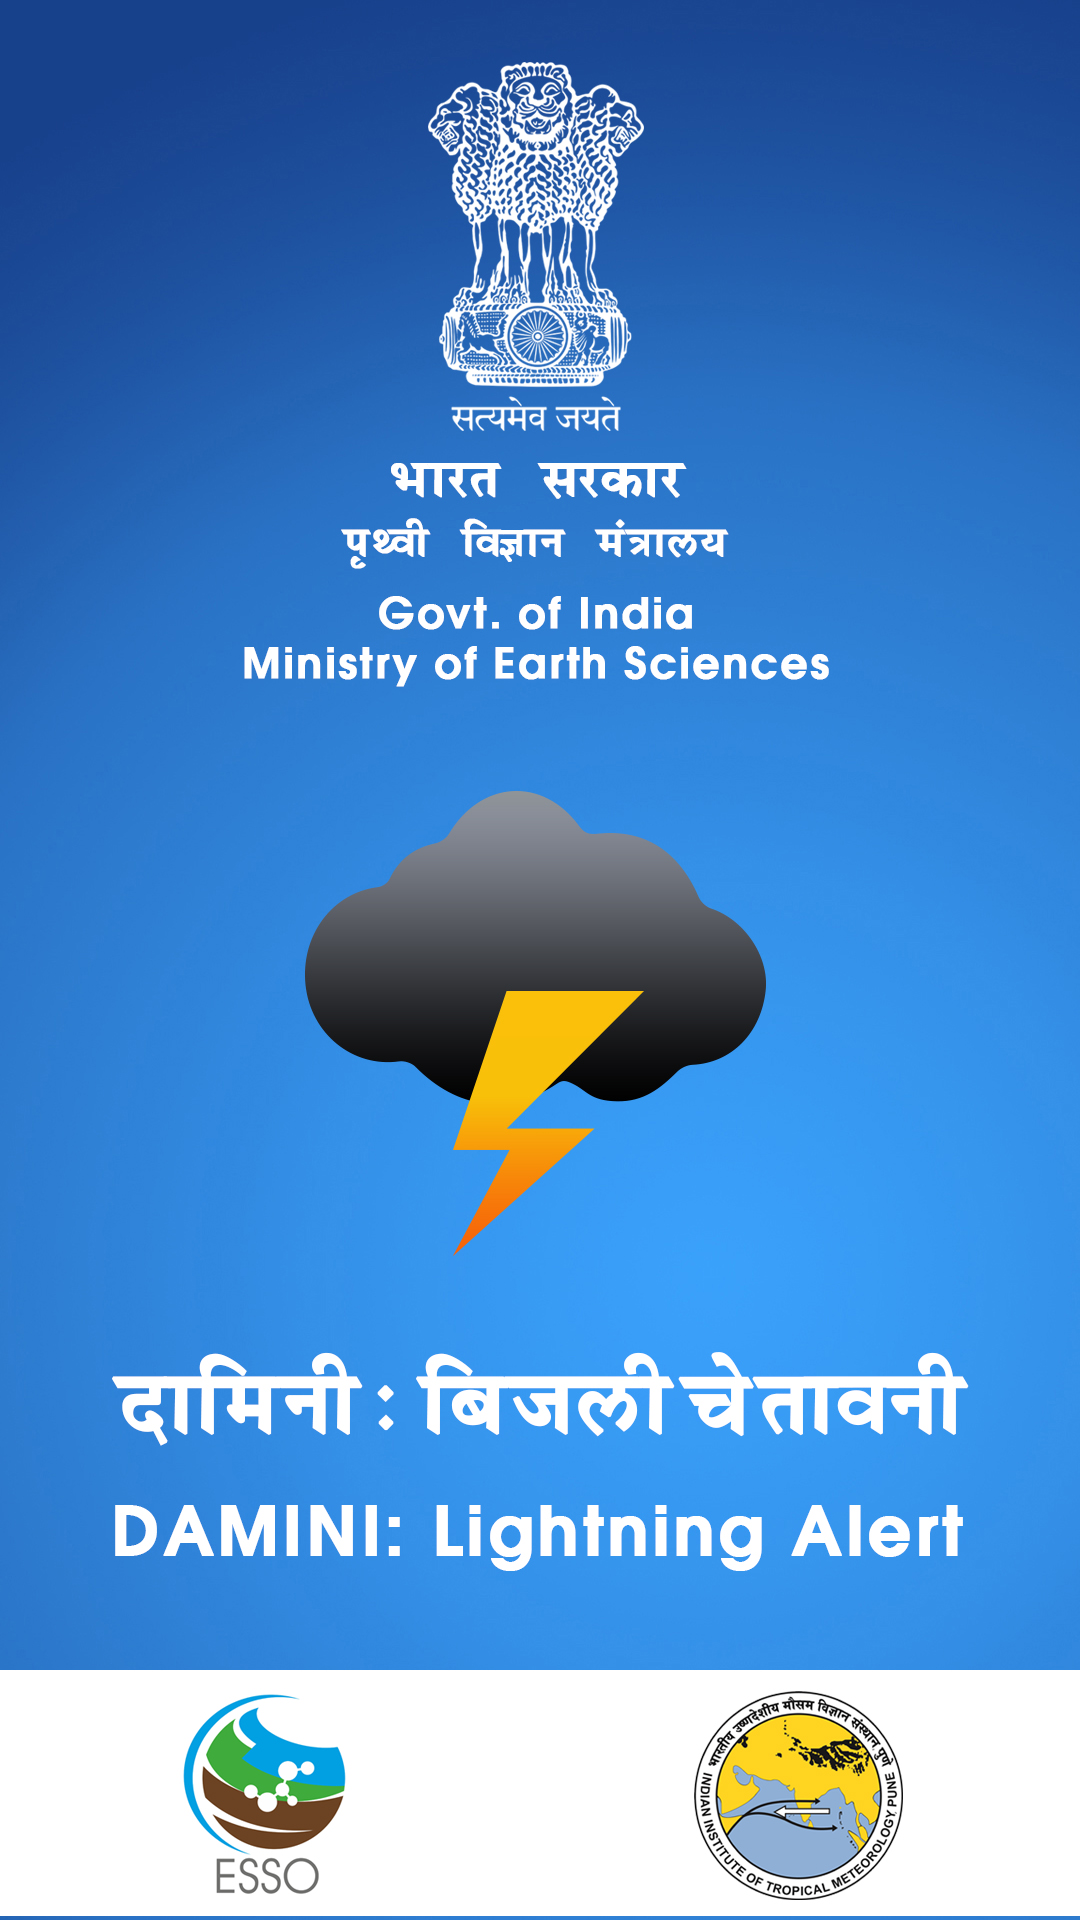 सत्यमेव जयते
भारत सरकार
पृथ्वी विज्ञान मंत्रालय
Govt. of India
Ministry of Earth Sciences
दामिनी : बिजली चेतावनी
DAMINI: Lightning Alert
ESSO
भारतीय उष्णदेशीय मौसम विज्ञान संस्थान पुणे
INDIAN INSTITUTE OF TROPICAL METEOROLOGY, PUNE